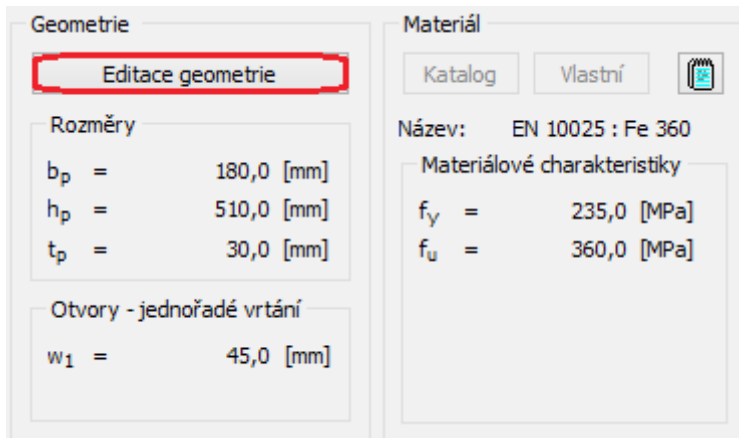 Geometrie
Editace geometrie
Rozměry
bp = 180,0 [mm]
hp = 510,0 [mm]
tp = 30,0 [mm]
Otvory - jednořadé vrtání
w1 = 45,0 [mm]
Materiál
Katalog Vlastní
Název: EN 10025 : Fe 360
Materiálové charakteristiky
fy = 235,0 [MPa]
fu = 360,0 [MPa]